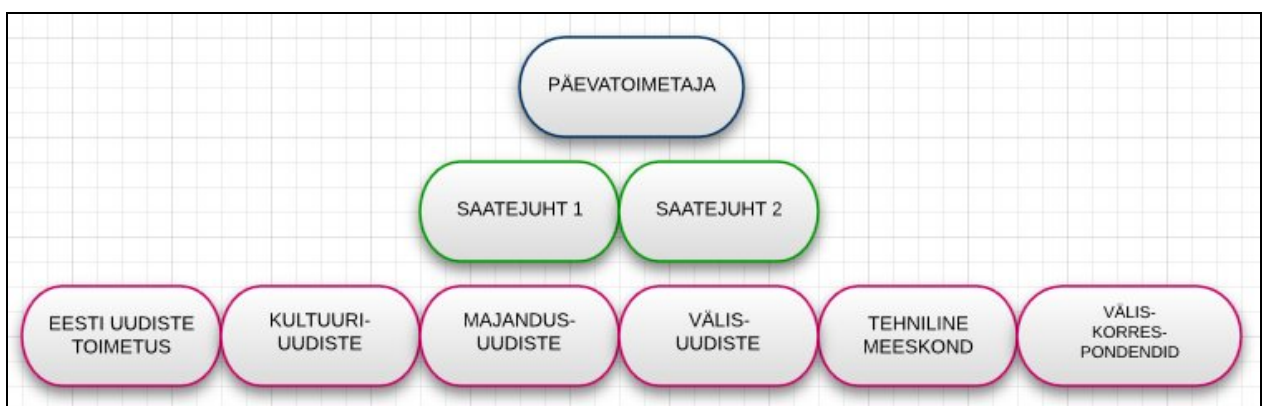 PÄEVATOIMETAJA
SAATEJUHT 1
SAATEJUHT 2
EESTI UUDISTE
TOIMETUS
KULTUURI-
UUDISTE
MAJANDUS-
UUDISTE
VÄLIS-
UUDISTE
TEHNILINE
MEESKOND
VÄLIS-
KORRES-
PONDENDID